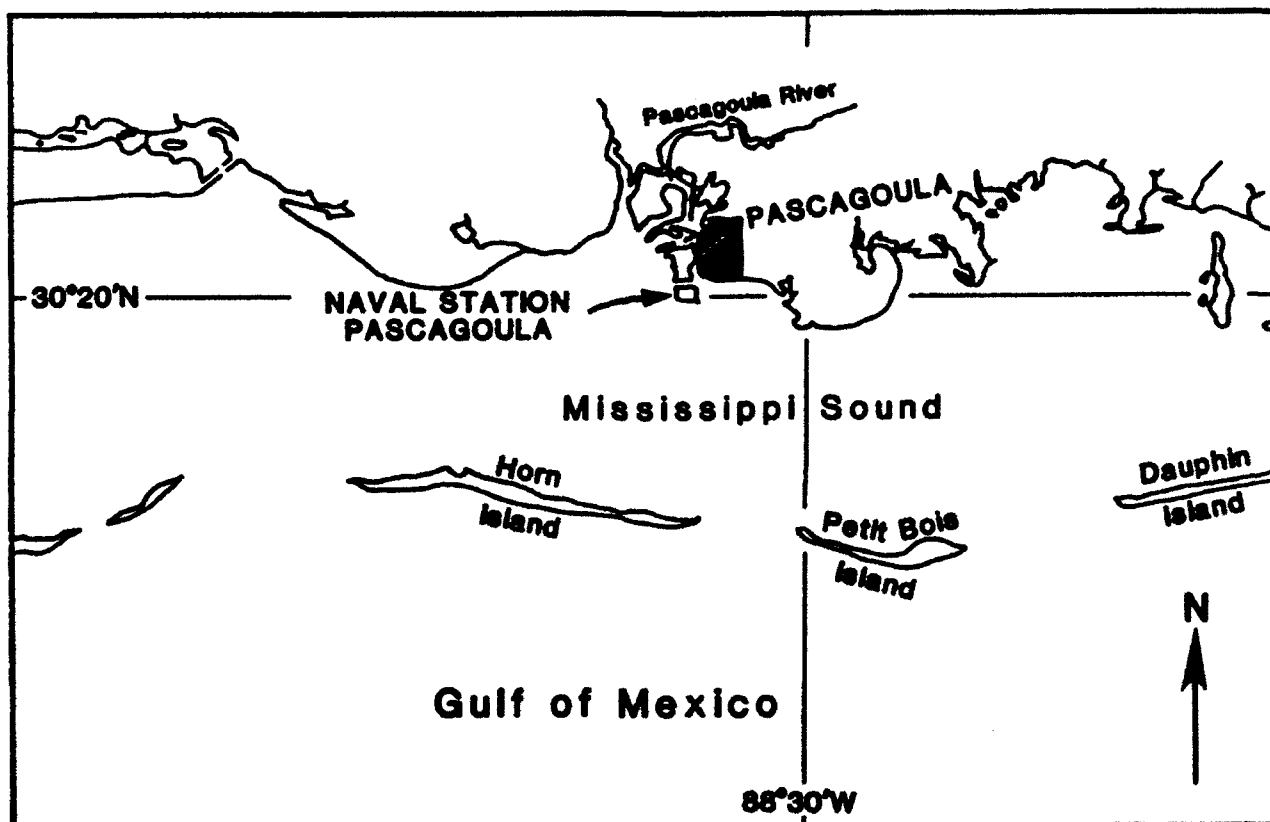 Pascagoula River
PASCAGOULA
30°20'N
NAVAL STATION
PASCAGOULA
Mississippi Sound
Horn
Island
Petit Bois
Island
Dauphin
Island
N
Gulf of Mexico
88°30'W